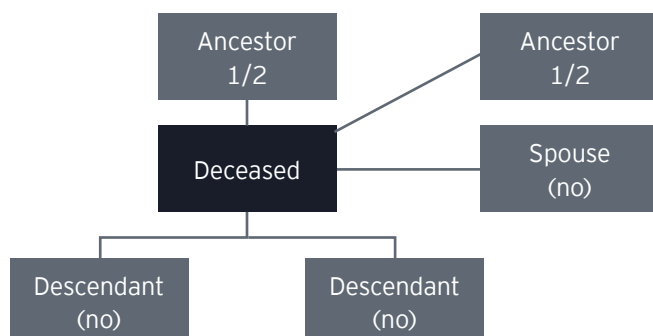 Ancestor
1/2
Ancestor
1/2
Deceased
Spouse
(no)
Descendant
(no)
Descendant
(no)